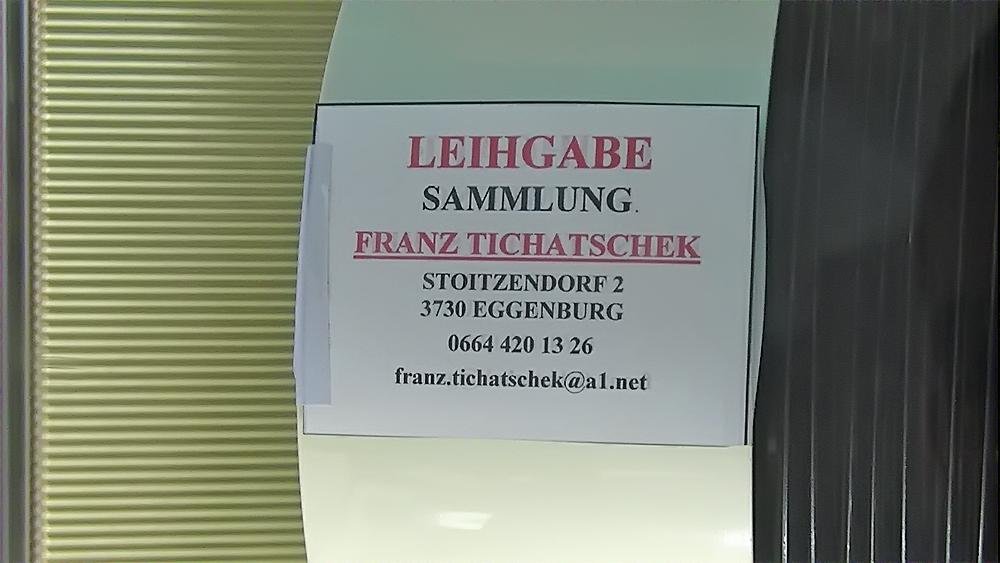 LEIHGABE
SAMMLUNG.
FRANZ TICHATSCHEK
STOITZENDORF 2
3730 EGGENBURG
0664 420 13 26
franz.tichatschek@a1.net